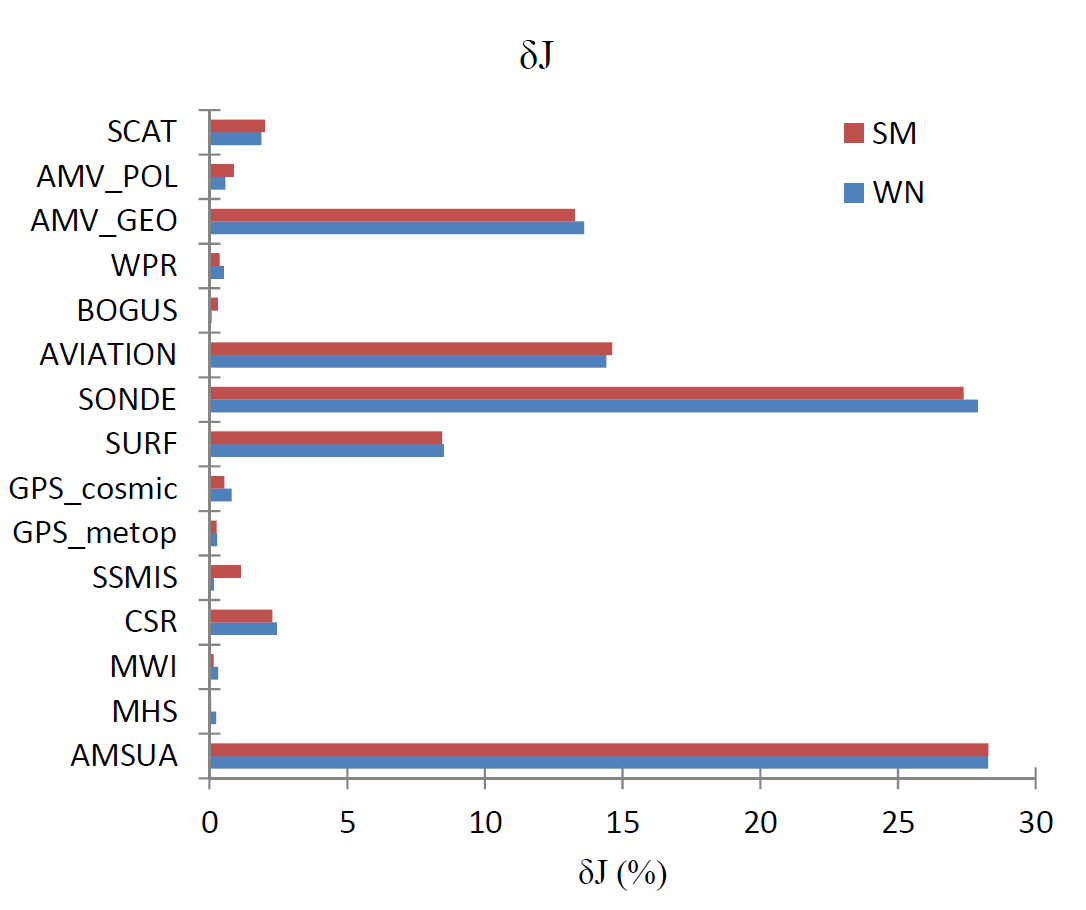 δJ
SM
WN
SCAT
AMV_POL
AMV_GEO
WPR
BOGUS
AVIATION
SONDE
SURF
GPS_cosmic
GPS_metop
SSMIS
CSR
MWI
MHS
AMSUA
0 5 10 15 20 25 30
δJ (%)